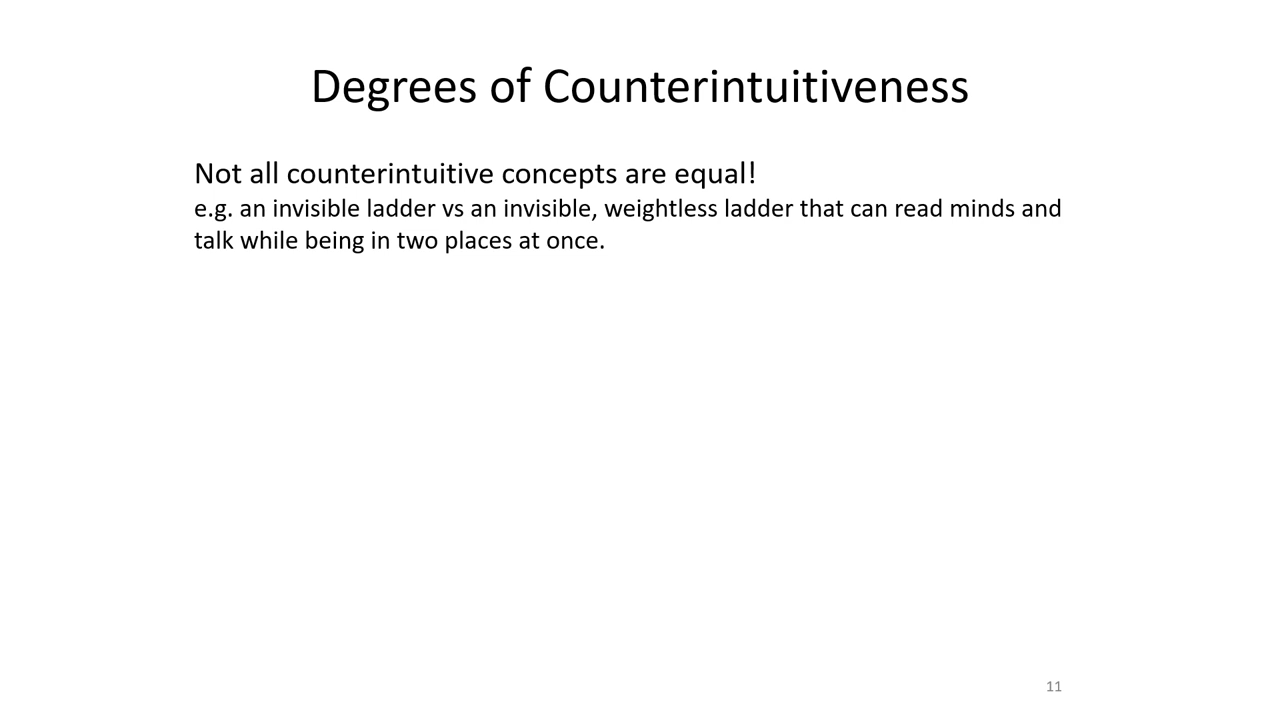 Degrees of Counterintuitiveness
Not all counterintuitive concepts are equal!
e.g. an invisible ladder vs an invisible, weightless ladder that can read minds and
talk while being in two places at once.
11